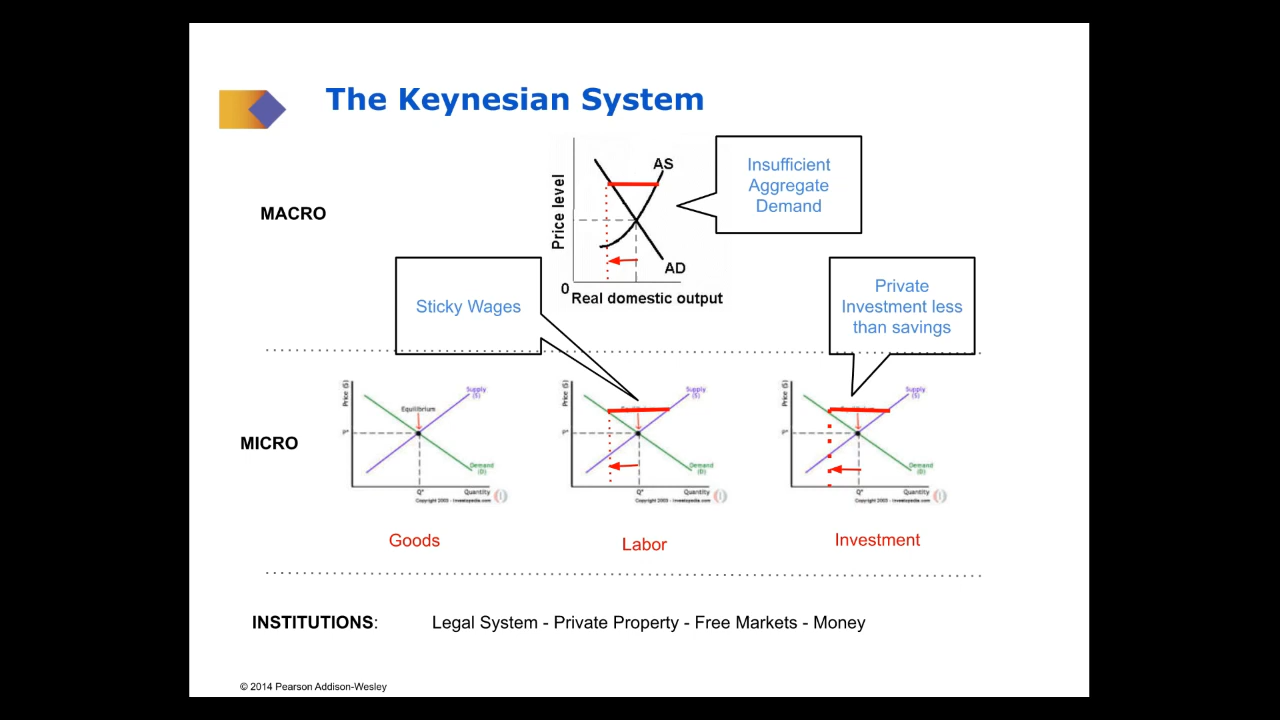 The Keynesian System
MACRO
Price level
AS
AD
0
Real domestic output
Insufficient
Aggregate
Demand
Sticky Wages
Private
Investment less
than savings
MICRO
Price ($)
Supply
(S)
Equilibrium
P*
Demand
(D)
Q*
Quantity
Copyright 2003 - Investopedia.com
Price ($)
Supply
(S)
P*
Demand
(D)
Q*
Quantity
Copyright 2003 - Investopedia.com
Price ($)
Supply
(S)
P*
Demand
(D)
Q*
Quantity
Copyright 2003 - Investopedia.com
Goods
Labor
Investment
INSTITUTIONS: Legal System - Private Property - Free Markets - Money
© 2014 Pearson Addison-Wesley